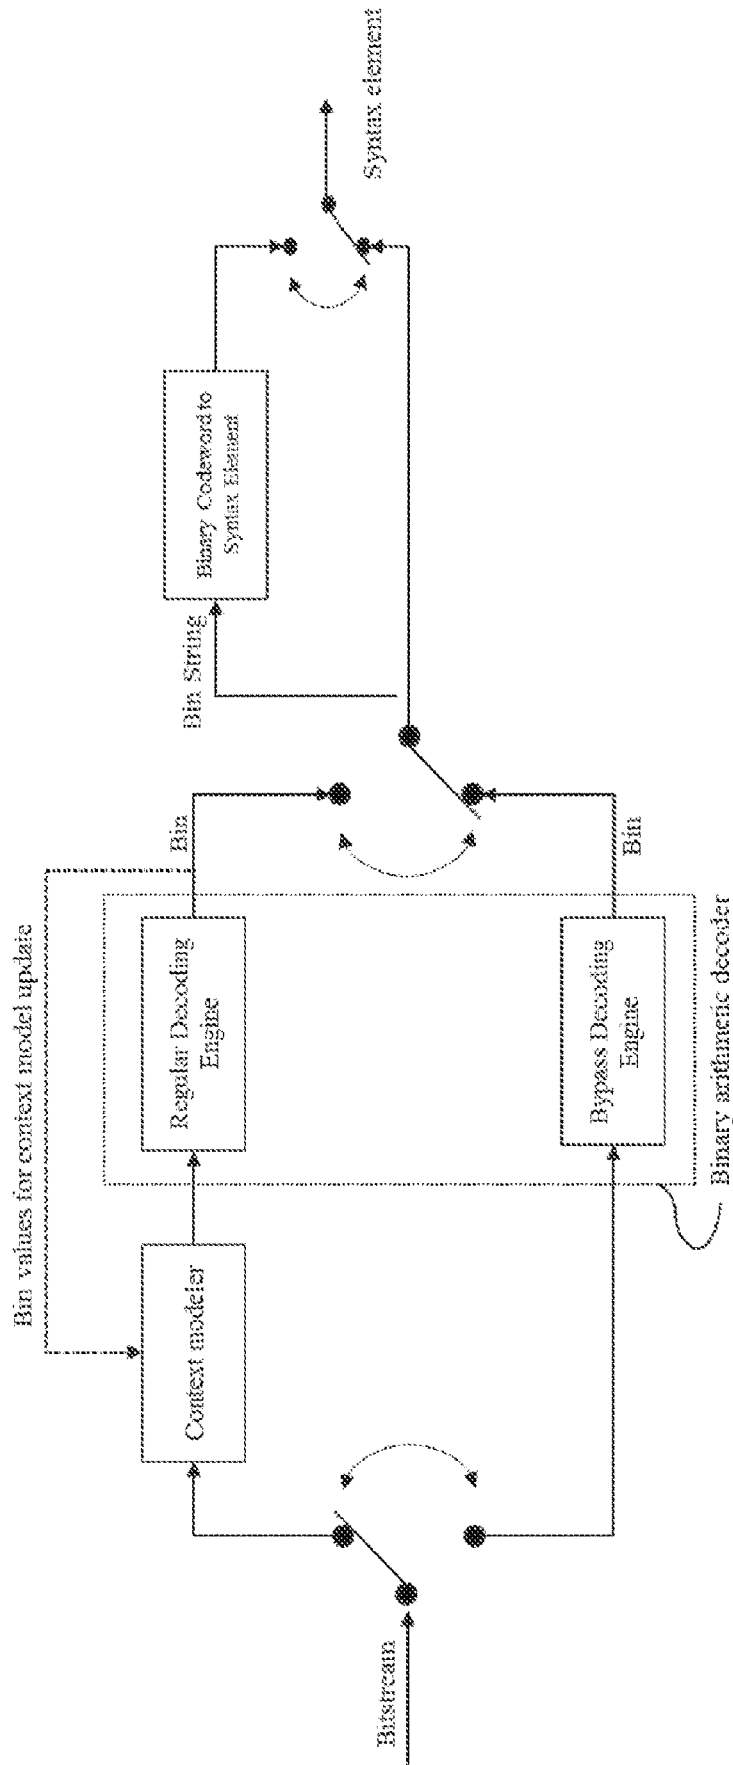 Bitstream
Bin values for context model update
Context modeler
Regular Decoding
Engine
Bin
Bypass Decoding
Engine
Bin
Binary arithmetic decoder
Bin String
Binary Codeword to
Syntax Element
Syntax element